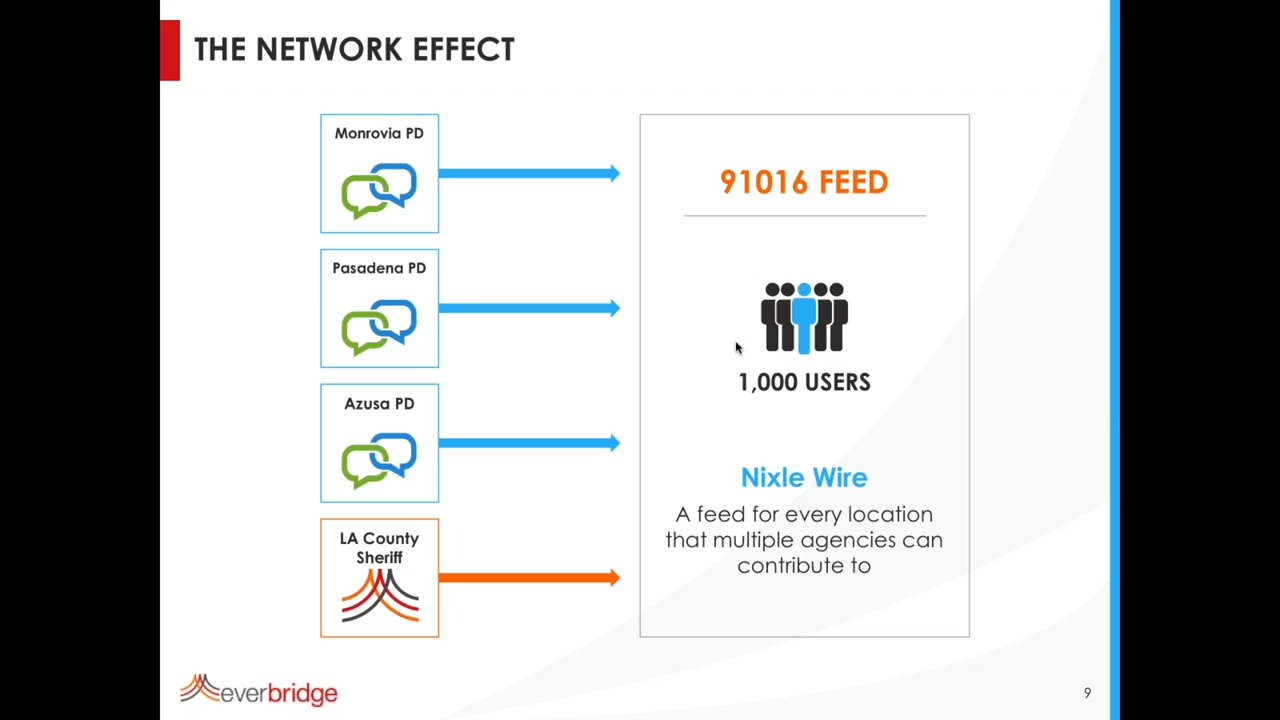 THE NETWORK EFFECT
Monrovia PD
Pasadena PD
Azusa PD
LA County
Sheriff
91016 FEED
1,000 USERS
Nixle Wire
A feed for every location
that multiple agencies can
contribute to
everbridge
9